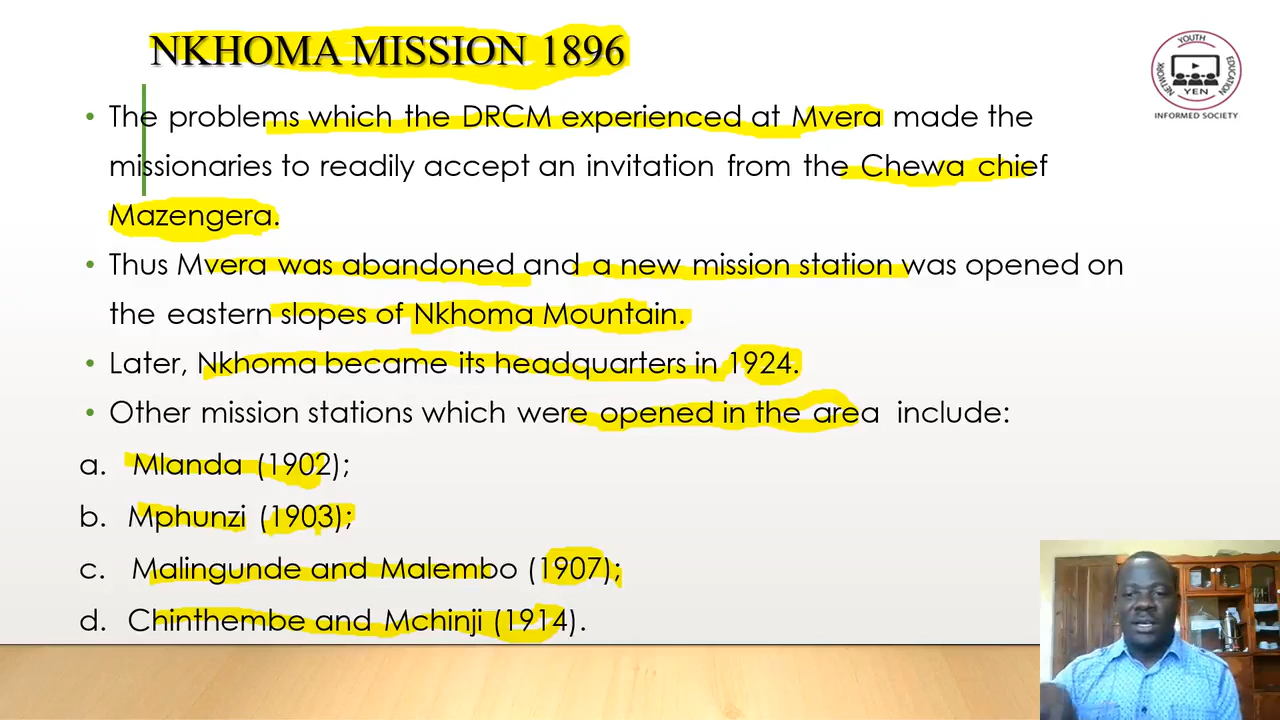 NKHOMA MISSION 1896
YOUTH
NETWORK
EDUCATION
YEN
INFORMED SOCIETY
• The problems which the DRCM experienced at Mvera made the
missionaries to readily accept an invitation from the Chewa chief
Mazengera.
• Thus Mvera was abandoned and a new mission station was opened on
the eastern slopes of Nkhoma Mountain.
• Later, Nkhoma became its headquarters in 1924.
• Other mission stations which were opened in the area include:
a. Mlanda (1902);
b. Mphunzi (1903);
c. Malingunde and Malembo (1907);
d. Chinthembe and Mchinji (1914).